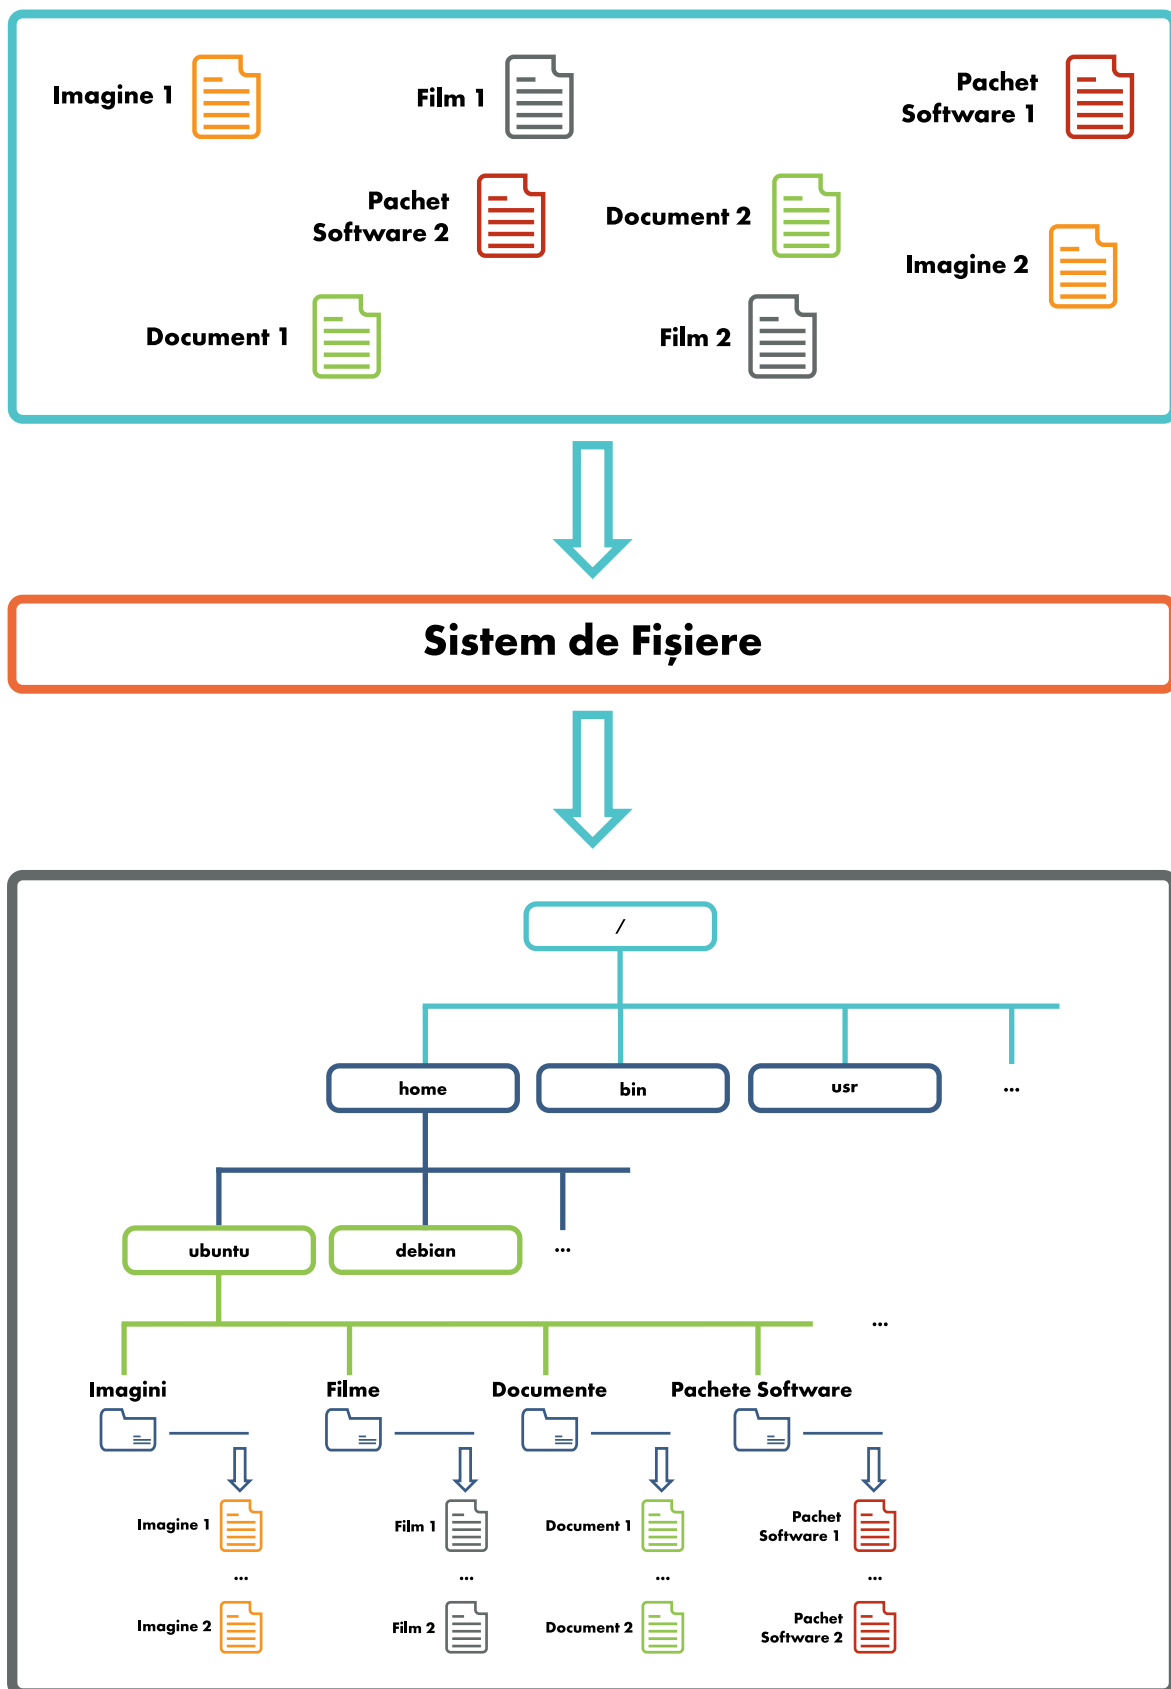 Imagine 1
Film 1
Pachet
Software 1
Pachet
Software 2
Document 2
Imagine 2
Document 1
Film 2
Sistem de Fișiere
/
home
bin
usr
...
ubuntu
debian
...
...
Imagini
Filme
Documente
Pachete Software
Imagine 1
Film 1
Document 1
Pachet
Software 1
...
...
...
...
Imagine 2
Film 2
Document 2
Pachet
Software 2